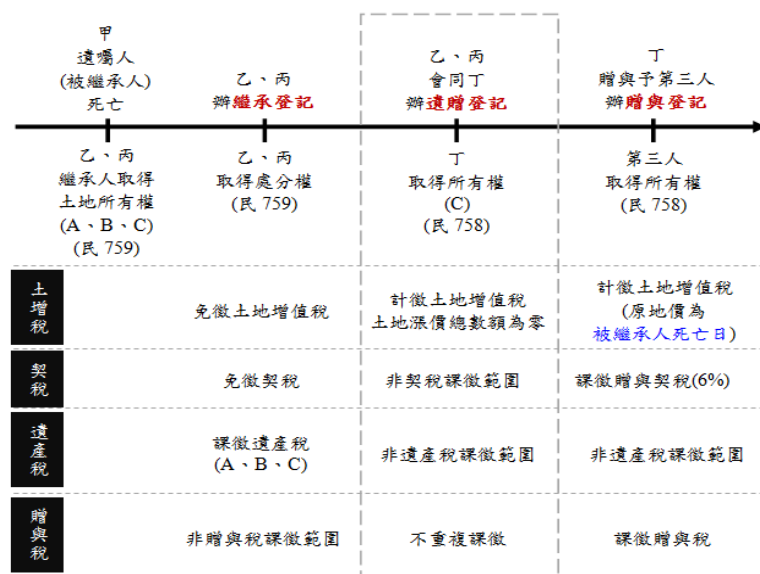 甲
遺囑人
(被繼承人)
死亡
乙、丙
辦繼承登記
乙、丙
會同丁
辦遺贈登記
丁
贈與予第三人
辦贈與登記
乙、丙
繼承人取得
土地所有權
(A、B、C)
(民 759)
乙、丙
取得處分權
(民 759)
丁
取得所有權
(C)
(民 758)
第三人
取得所有權
(民 758)
土增稅
免徵土地增值稅
計徵土地增值稅
土地漲價總數額為零
計徵土地增值稅
(原地價為
被繼承人死亡日)
契稅
免徵契稅
非契稅課徵範圍
課徵贈與契稅(6%)
遺產稅
課徵遺產稅
(A、B、C)
非遺產稅課徵範圍
非遺產稅課徵範圍
贈與稅
非贈與稅課徵範圍
不重複課徵
課徵贈與稅